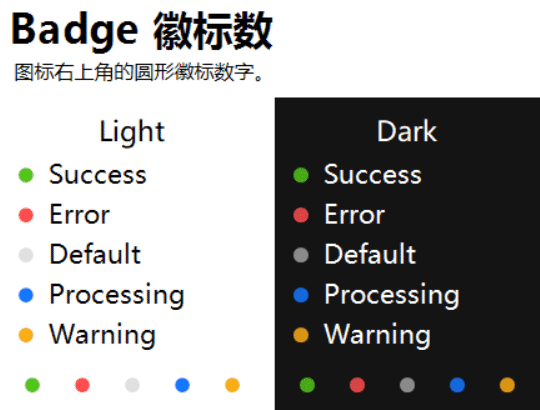 Badge 徽标数
图标右上角的圆形徽标数字。
Light
Success
Error
Default
Processing
Warning
Dark
Success
Error
Default
Processing
Warning